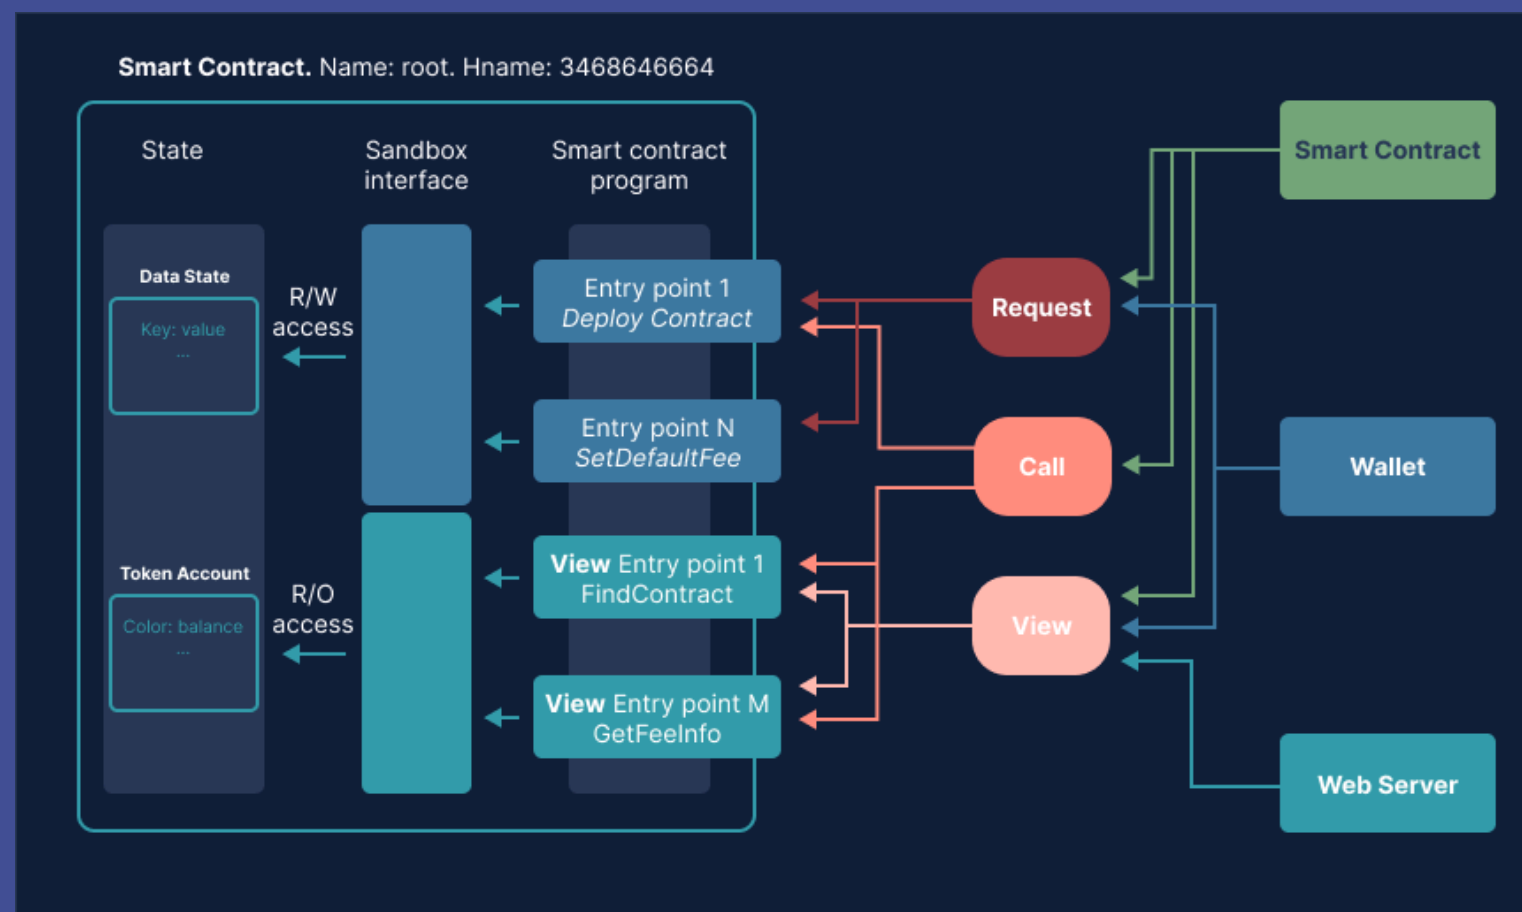 Smart Contract. Name: root. Hname: 3468646664
State
Sandbox
interface
Smart contract
program
Data State
Key: value
...
R/W
access
Token Account
Color: balance
...
R/O
access
Entry point 1
Deploy Contract
Entry point N
SetDefaultFee
View Entry point 1
FindContract
View Entry point M
GetFeeInfo
Request
Call
View
Smart Contract
Wallet
Web Server